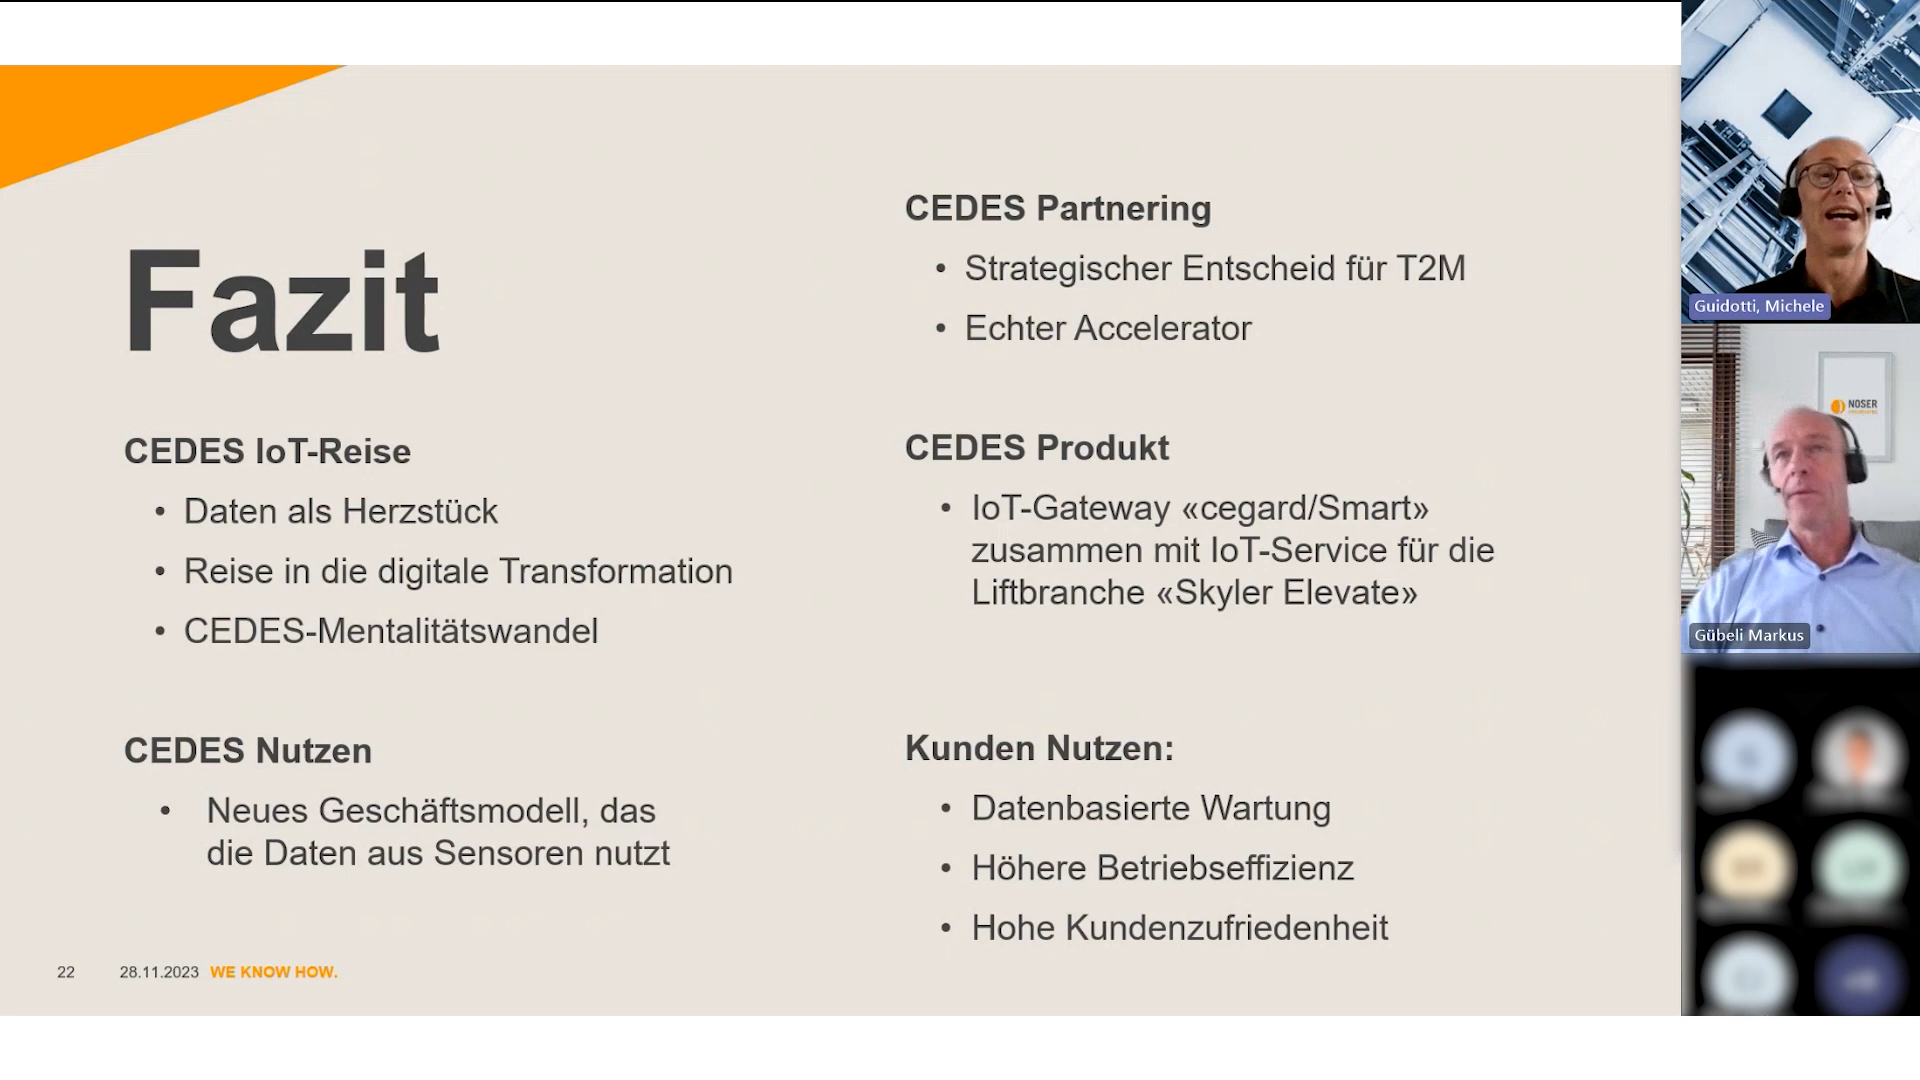 Fazit
CEDES IoT-Reise
• Daten als Herzstück
• Reise in die digitale Transformation
• CEDES-Mentalitätswandel
CEDES Nutzen
• Neues Geschäftsmodell, das
die Daten aus Sensoren nutzt
CEDES Partnering
• Strategischer Entscheid für T2M
• Echter Accelerator
CEDES Produkt
• IoT-Gateway «cegard/Smart»
zusammen mit IoT-Service für die
Liftbranche «Skyler Elevate»
Kunden Nutzen:
• Datenbasierte Wartung
• Höhere Betriebseffizienz
• Hohe Kundenzufriedenheit
22 28.11.2023 WE KNOW HOW.
Guidotti, Michele
NOSER
Gübeli Markus